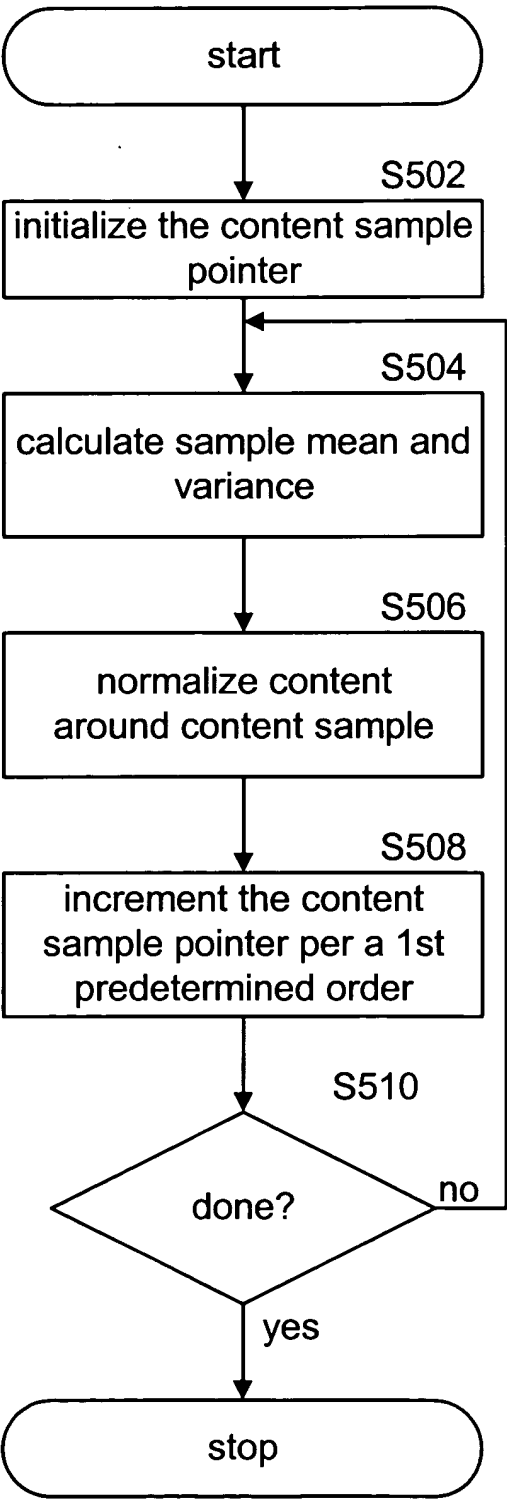 start
S502
initialize the content sample
pointer
S504
calculate sample mean and
variance
S506
normalize content
around content sample
S508
increment the content
sample pointer per a 1st
predetermined order
S510
done?
no
yes
stop